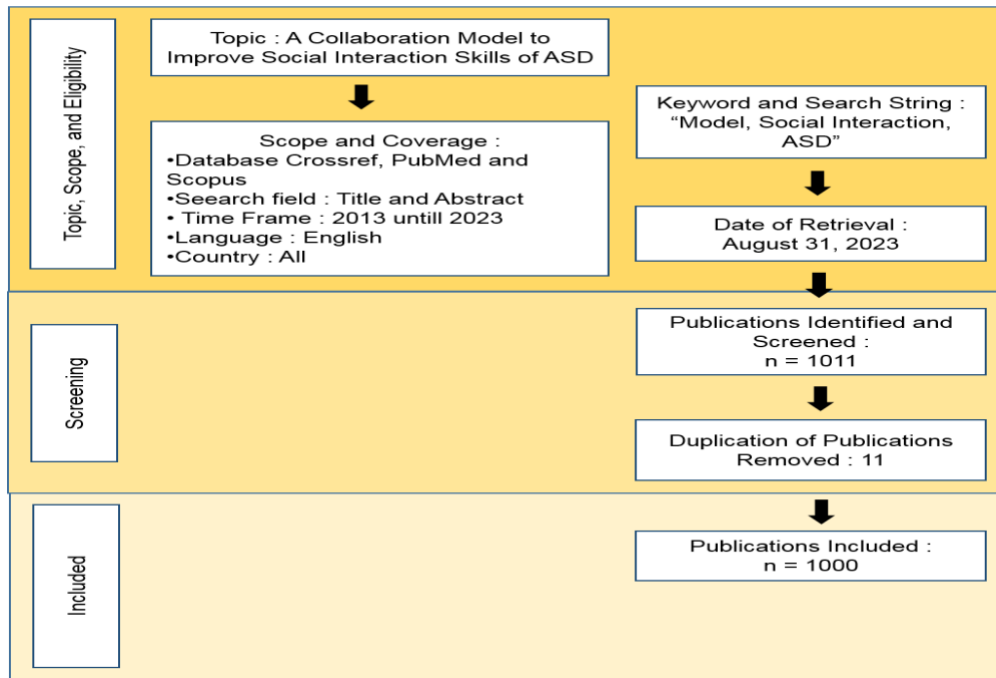 Topic, Scope, and Eligibility
Topic : A Collaboration Model to
Improve Social Interaction Skills of ASD
Scope and Coverage :
•Database Crossref, PubMed and
Scopus
•Seearch field : Title and Abstract
• Time Frame : 2013 untill 2023
•Language : English
•Country : All
Keyword and Search String :
“Model, Social Interaction,
ASD”
Date of Retrieval :
August 31, 2023
Screening
Publications Identified and
Screened :
n = 1011
Duplication of Publications
Removed : 11
Included
Publications Included :
n = 1000